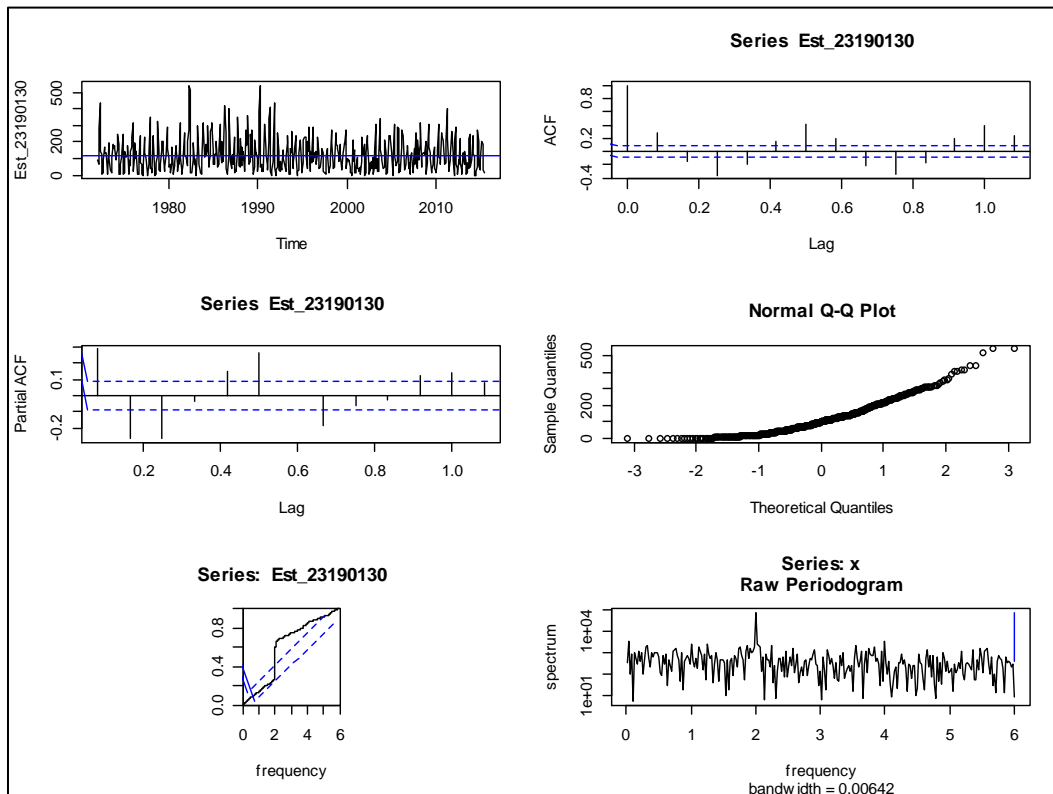 Est_23190130
0 200 500
1980 1990 2000 2010
Time
Series Est_23190130
ACF
-0.4 0.2 0.8
0.0 0.2 0.4 0.6 0.8 1.0
Lag
Series Est_23190130
Partial ACF
-0.2 0.1
0.2 0.4 0.6 0.8 1.0
Lag
Normal Q-Q Plot
Sample Quantiles
0 200 500
-3 -2 -1 0 1 2 3
Theoretical Quantiles
Series: Est_23190130
0.0 0.4 0.8
0 2 4 6
frequency
Series: x
Raw Periodogram
spectrum
1e+01 1e+04
0 1 2 3 4 5 6
frequency
bandwidth = 0.00642